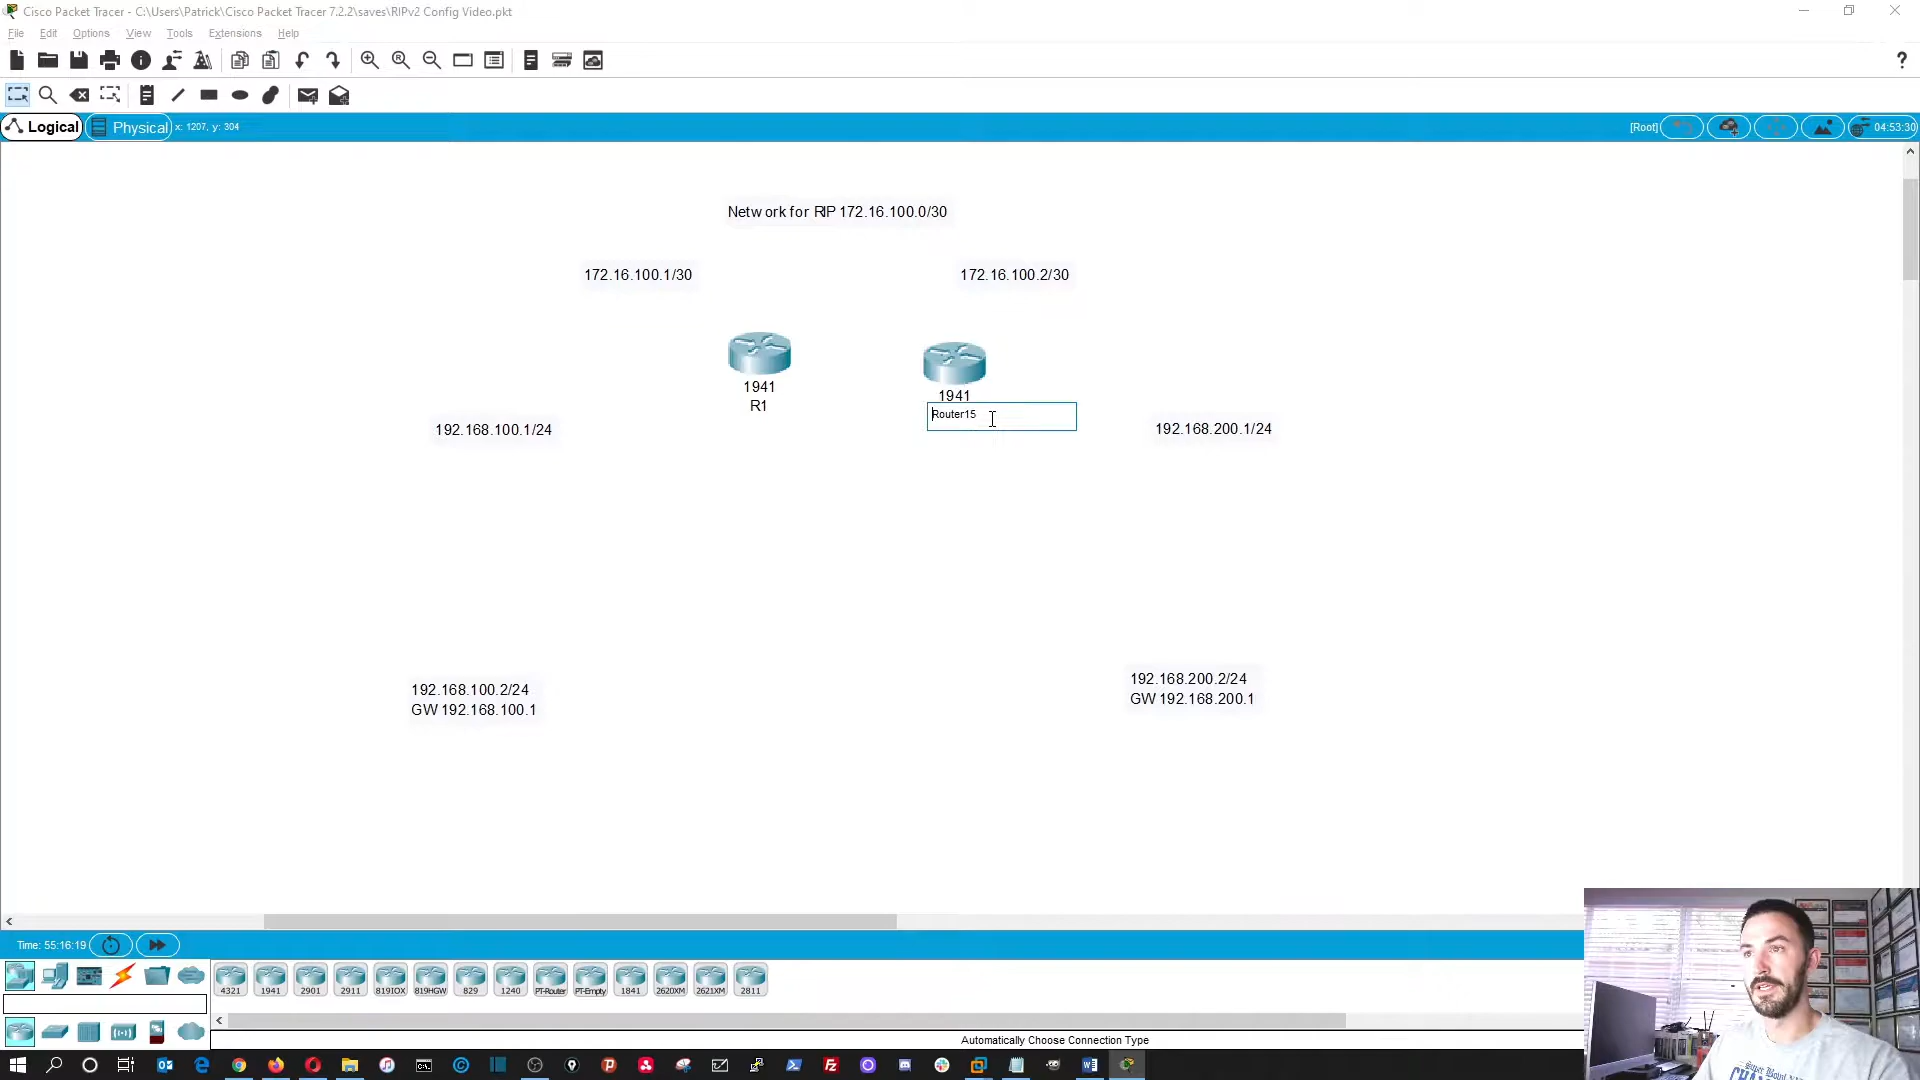 Cisco Packet Tracer - C:\Users\Patrick\Cisco Packet Tracer 7.2.2\saves\RIPv2 Config Video.pkt
File Edit Options View Tools Extensions Help
?
Logical Physical x: 1207, y: 304 [Root] 04:53:30
Network for RIP 172.16.100.0/30
172.16.100.1/30 172.16.100.2/30
1941 1941
R1 Router15
192.168.100.1/24 192.168.200.1/24
192.168.100.2/24 192.168.200.2/24
GW 192.168.100.1 GW 192.168.200.1
Time: 55:16:19
4321 1941 2901 2911 819IOX 819HGW 829 1240 PT-Router PT-Empty 1841 2620XM 2621XM 2811
Automatically Choose Connection Type